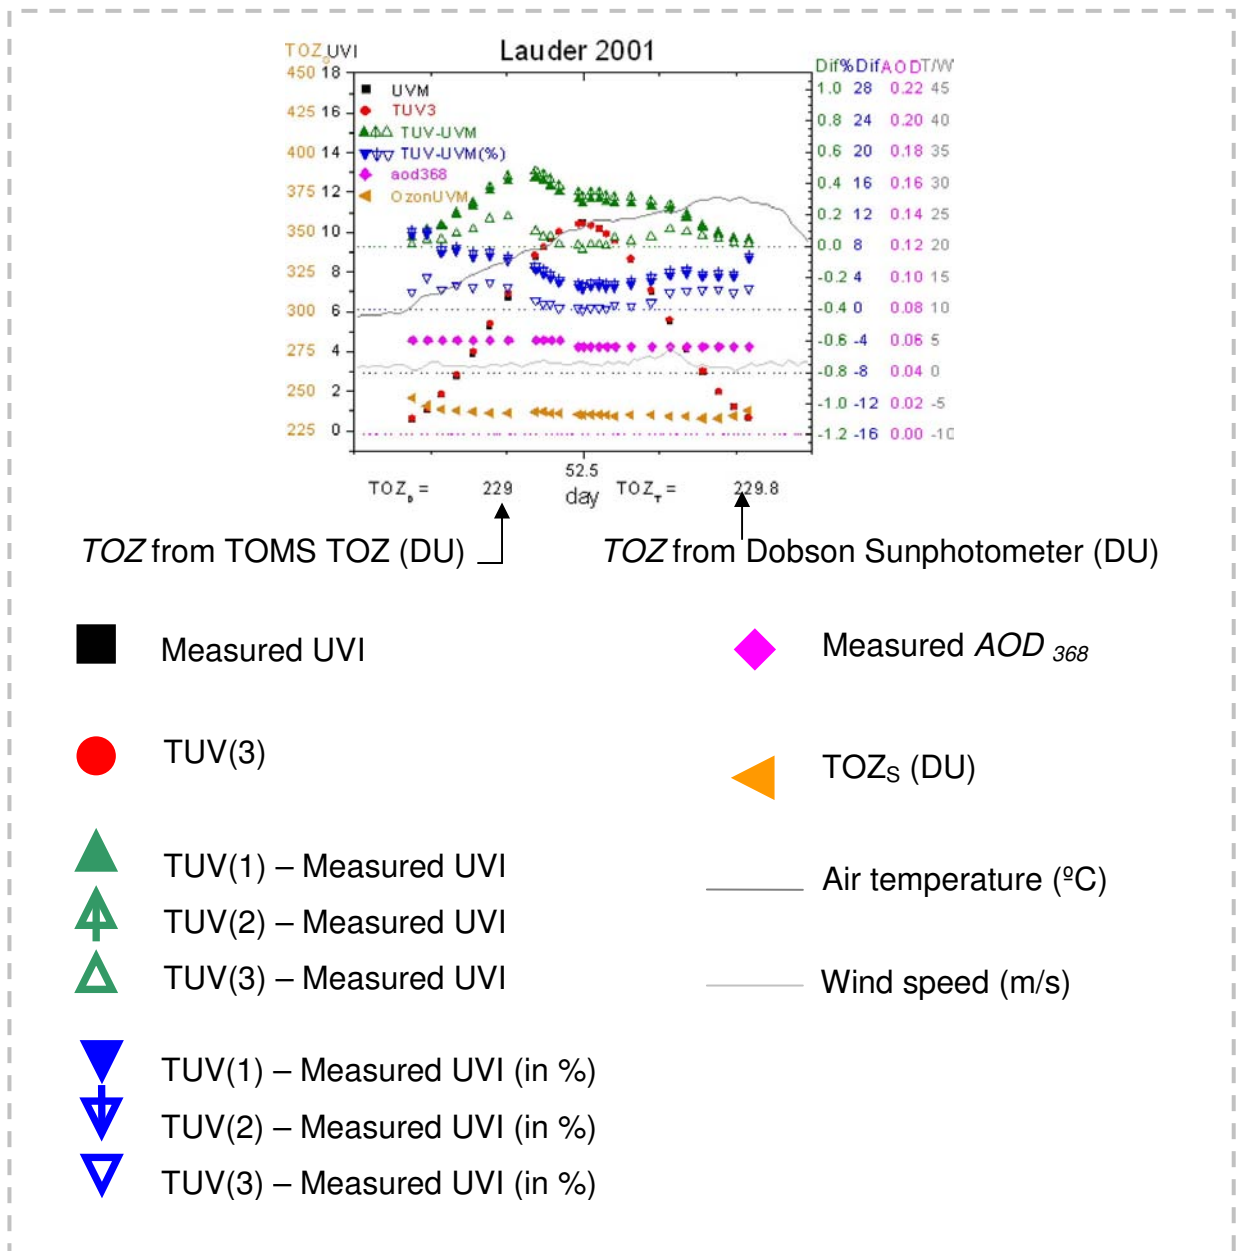 Lauder 2001
TOZ UVI
Dif %Dif AOD T/W
450 18
425 16
400 14
375 12
350 10
325 8
300 6
275 4
250 2
225 0
UVM
TUV3
TUV-UVM
TUV-UVM(%)
aod368
OzonUVM
1.0 28 0.22 45
0.8 24 0.20 40
0.6 20 0.18 35
0.4 16 0.16 30
0.2 12 0.14 25
0.0 8 0.12 20
-0.2 4 0.10 15
-0.4 0 0.08 10
-0.6 -4 0.06 5
-0.8 -8 0.04 0
-1.0 -12 0.02 -5
-1.2 -16 0.00 -10
52.5
TOZD = 229 day TOZT = 229.8
TOZ from TOMS TOZ (DU) TOZ from Dobson Sunphotometer (DU)
Measured UVI
Measured AOD 368
TUV(3)
TOZS (DU)
TUV(1) – Measured UVI
Air temperature (ºC)
TUV(2) – Measured UVI
TUV(3) – Measured UVI
Wind speed (m/s)
TUV(1) – Measured UVI (in %)
TUV(2) – Measured UVI (in %)
TUV(3) – Measured UVI (in %)